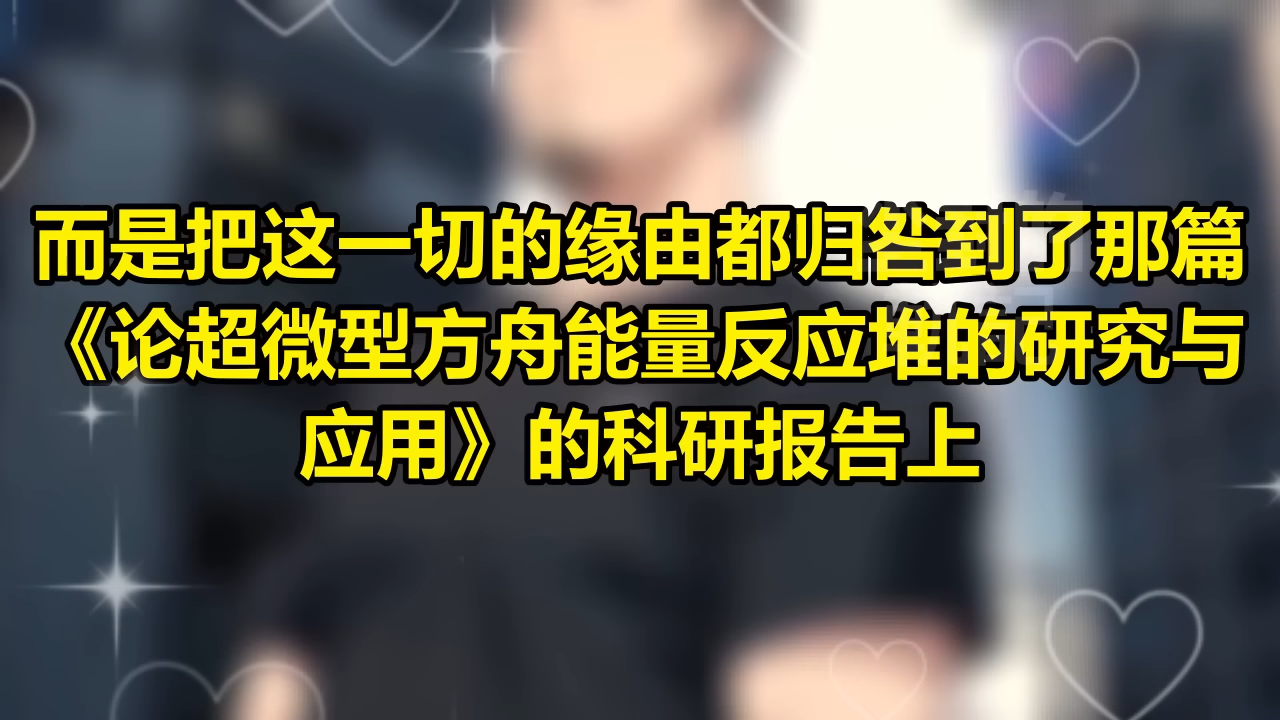 而是把这一切的缘由都归咎到了那篇
《论超微型方舟能量反应堆的研究与
应用》的科研报告上